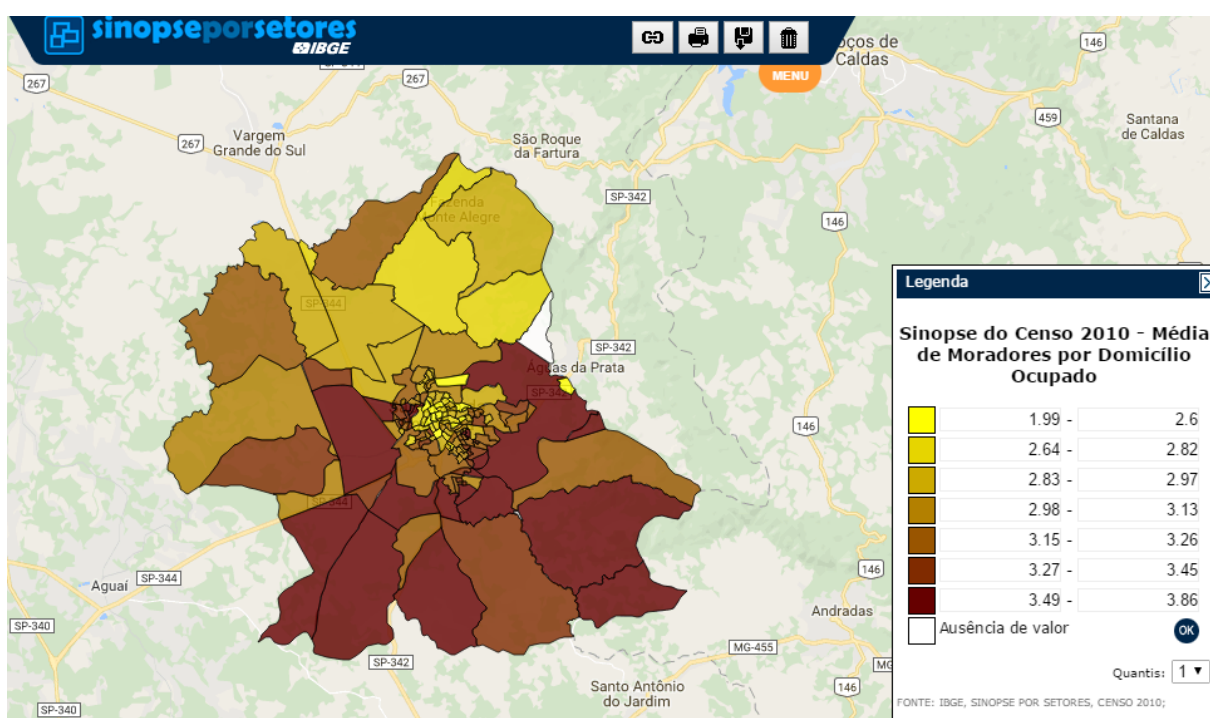 sinopseporsetores
IBGE
MENU
Caldas
146
267
267
Vargem
Grande do Sul
São Roque
da Fartura
459
Santana
de Caldas
SP-342
146
Fazenda
SP-344
SP-342
Águas da Prata
SP-342
146
SP-344
Aguaí
SP-344
146
Andradas
SP-340
MG-455
SP-342
Santo Antônio
do Jardim
146
SP-340
Legenda
Sinopse do Censo 2010 - Média
de Moradores por Domicílio
Ocupado
1.99 - 2.6
2.64 - 2.82
2.83 - 2.97
2.98 - 3.13
3.15 - 3.26
3.27 - 3.45
3.49 - 3.86
Ausência de valor OK
Quantis: 1
FONTE: IBGE, SINOPSE POR SETORES, CENSO 2010;